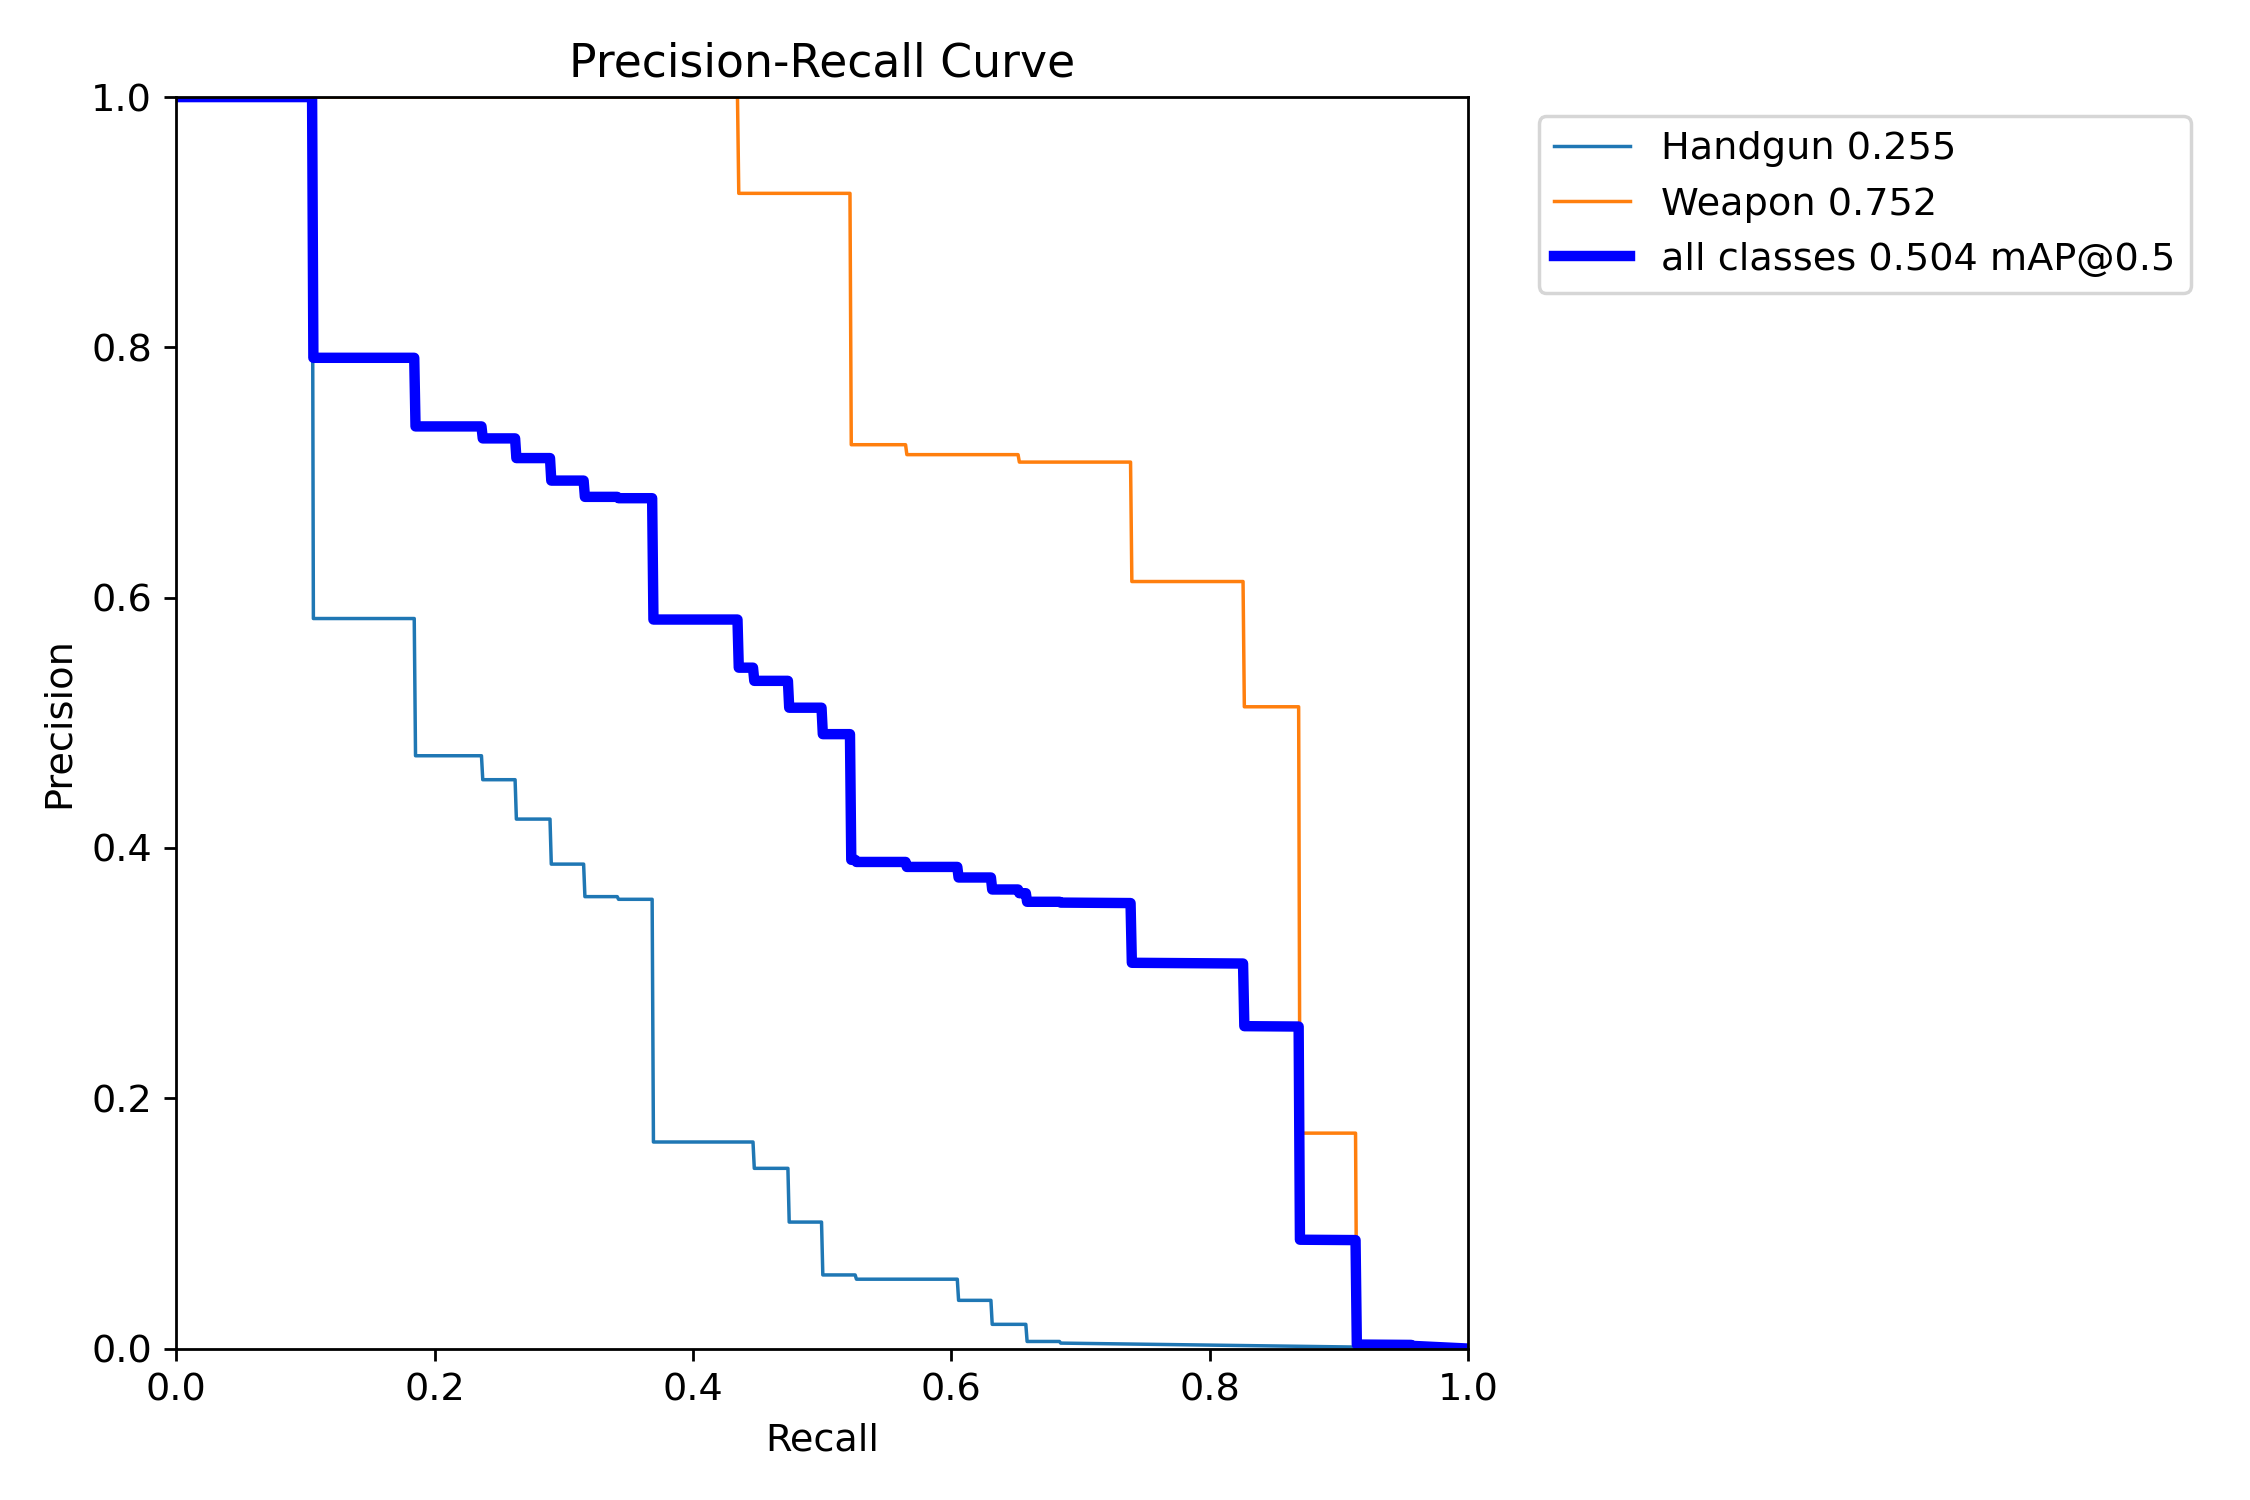 Precision-Recall Curve
Handgun 0.255
Weapon 0.752
all classes 0.504 mAP@0.5
Precision
1.0
0.8
0.6
0.4
0.2
0.0
0.0 0.2 0.4 0.6 0.8 1.0
Recall